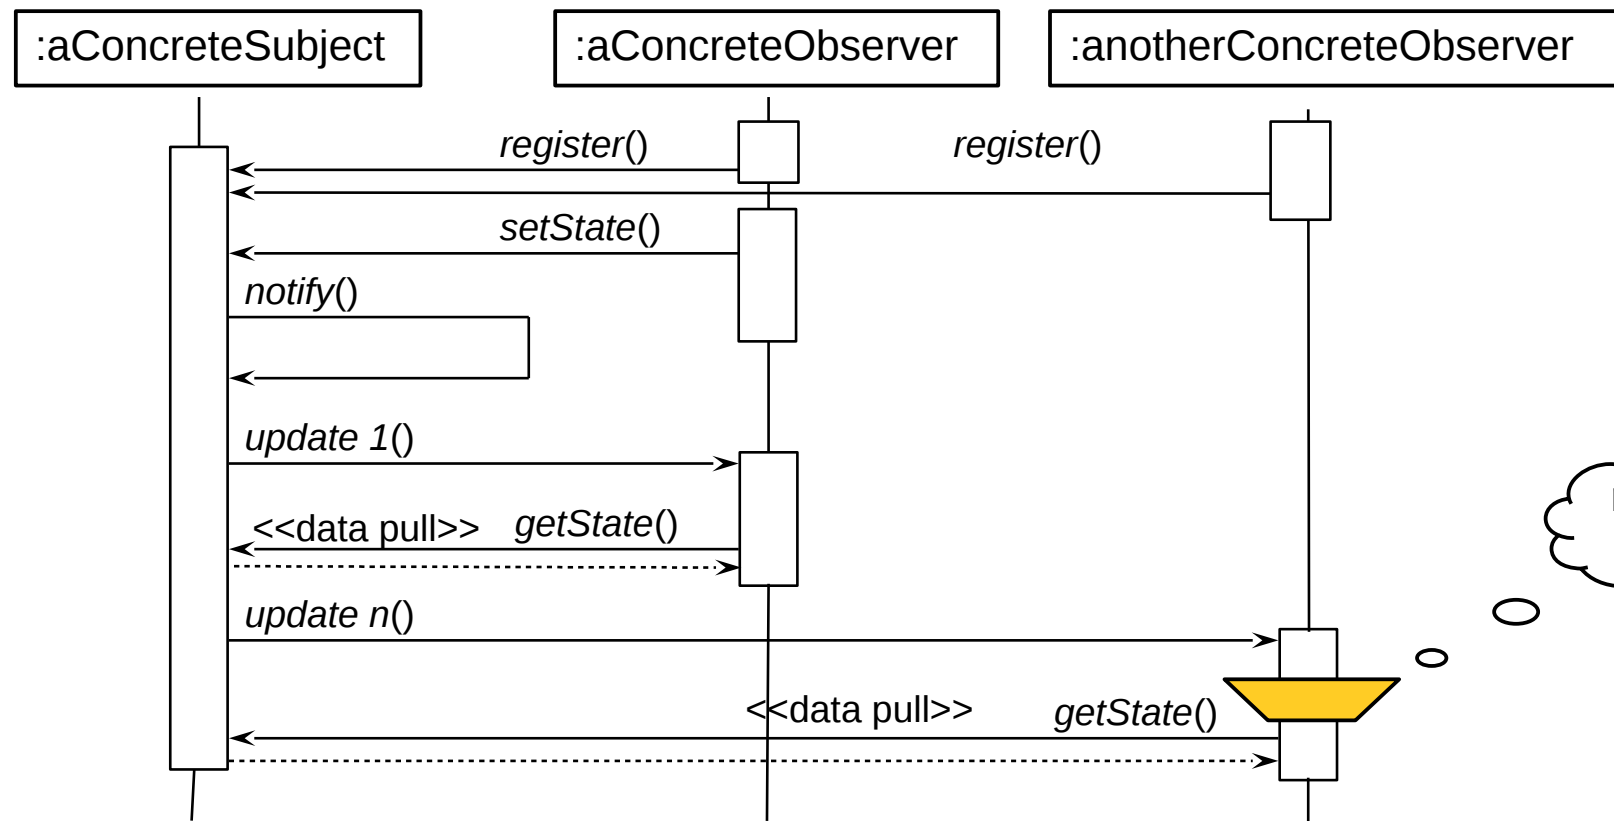 :aConcreteSubject
:aConcreteObserver
:anotherConcreteObserver
register()
register()
setState()
notify()
update 1()
<<data pull>> getState()
update n()
<<data pull>> getState()